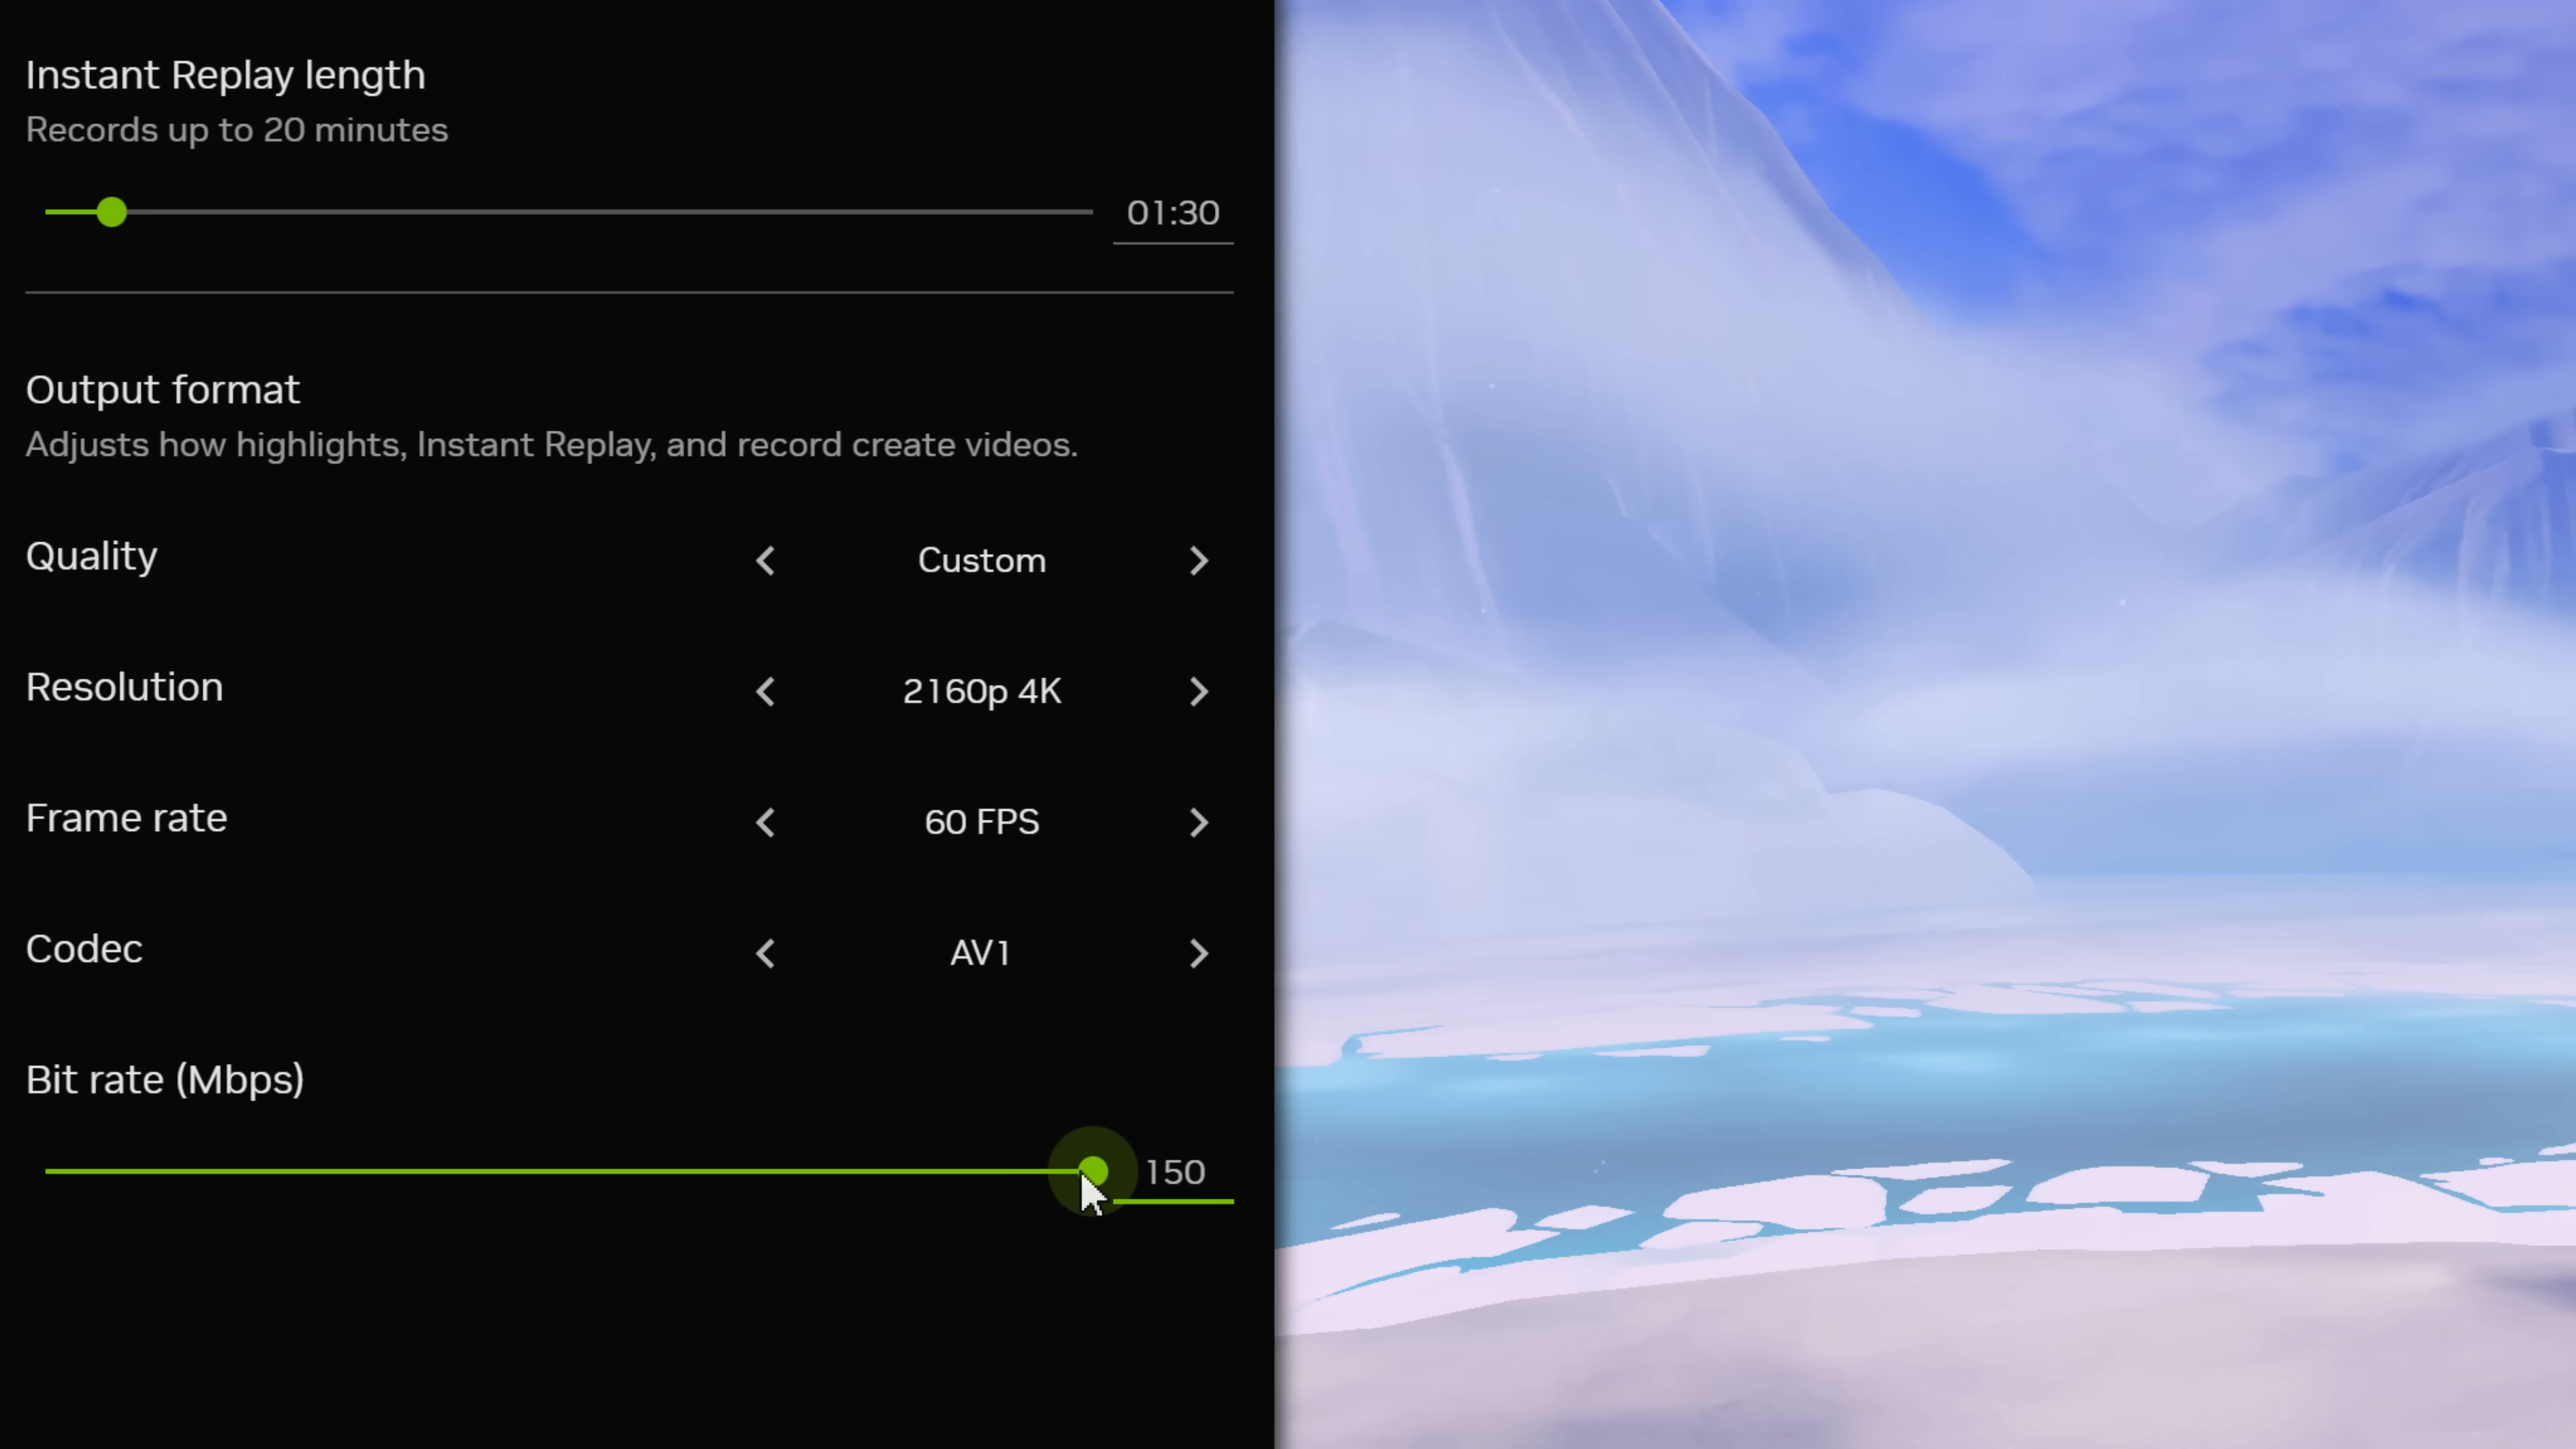 Instant Replay length
Records up to 20 minutes
01:30
Output format
Adjusts how highlights, Instant Replay, and record create videos.
Quality
Custom
Resolution
2160p 4K
Frame rate
60 FPS
Codec
AV1
Bit rate (Mbps)
150